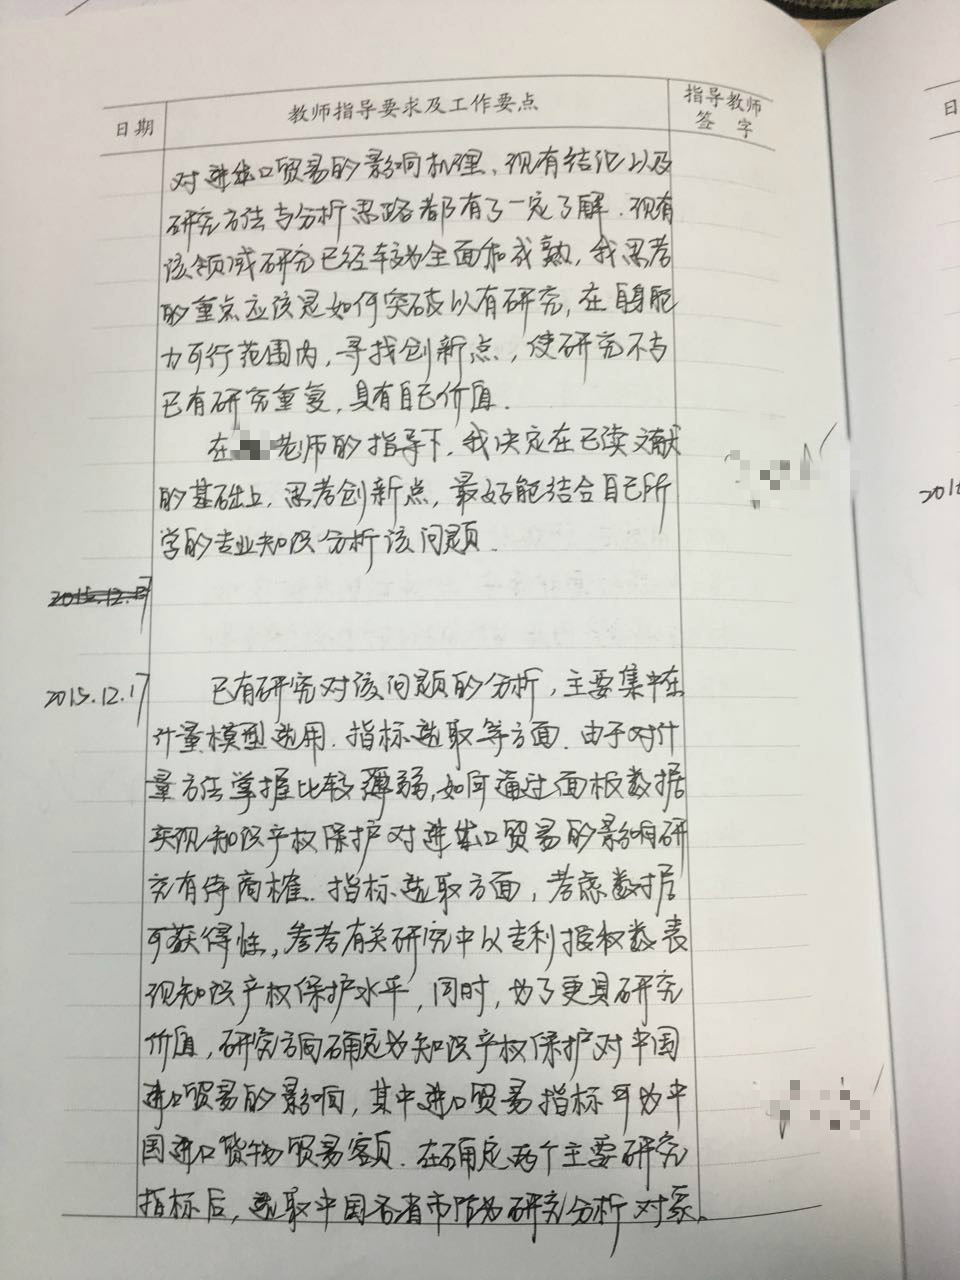 日期
教师指导要求及工作要点
指导教师
签 字
对进出口贸易的影响机理、现有结论以及
研究方法与分析思路都有了一定了解.现有
该领域研究已经较为全面和成熟,我思考
的重点应该是如何突破以有研究,在自身能
力可行范围内,寻找创新点,使研究不与
已有研究重复,具有自己价值.
在 老师的指导下,我决定在已读文献
的基础上,思考创新点,最好能结合自己所
学的专业知识分析该问题.
2015.12.17
已有研究对该问题的分析,主要集中在
计量模型选用.指标选取等方面.由于对计
量方法掌握比较薄弱,如何通过面板数据
实现知识产权保护对进出口贸易的影响研
究有待商榷.指标选取方面,考虑数据
可获得性,参考有关研究中以专利授权数表
现知识产权保护水平,同时,为了更具研究
价值,研究方向确定为知识产权保护对中国
进口贸易的影响,其中进口贸易指标 为中
国进口货物贸易额.在确定两个主要研究
指标后,选取中国各省市作为研究分析对象.
日
201